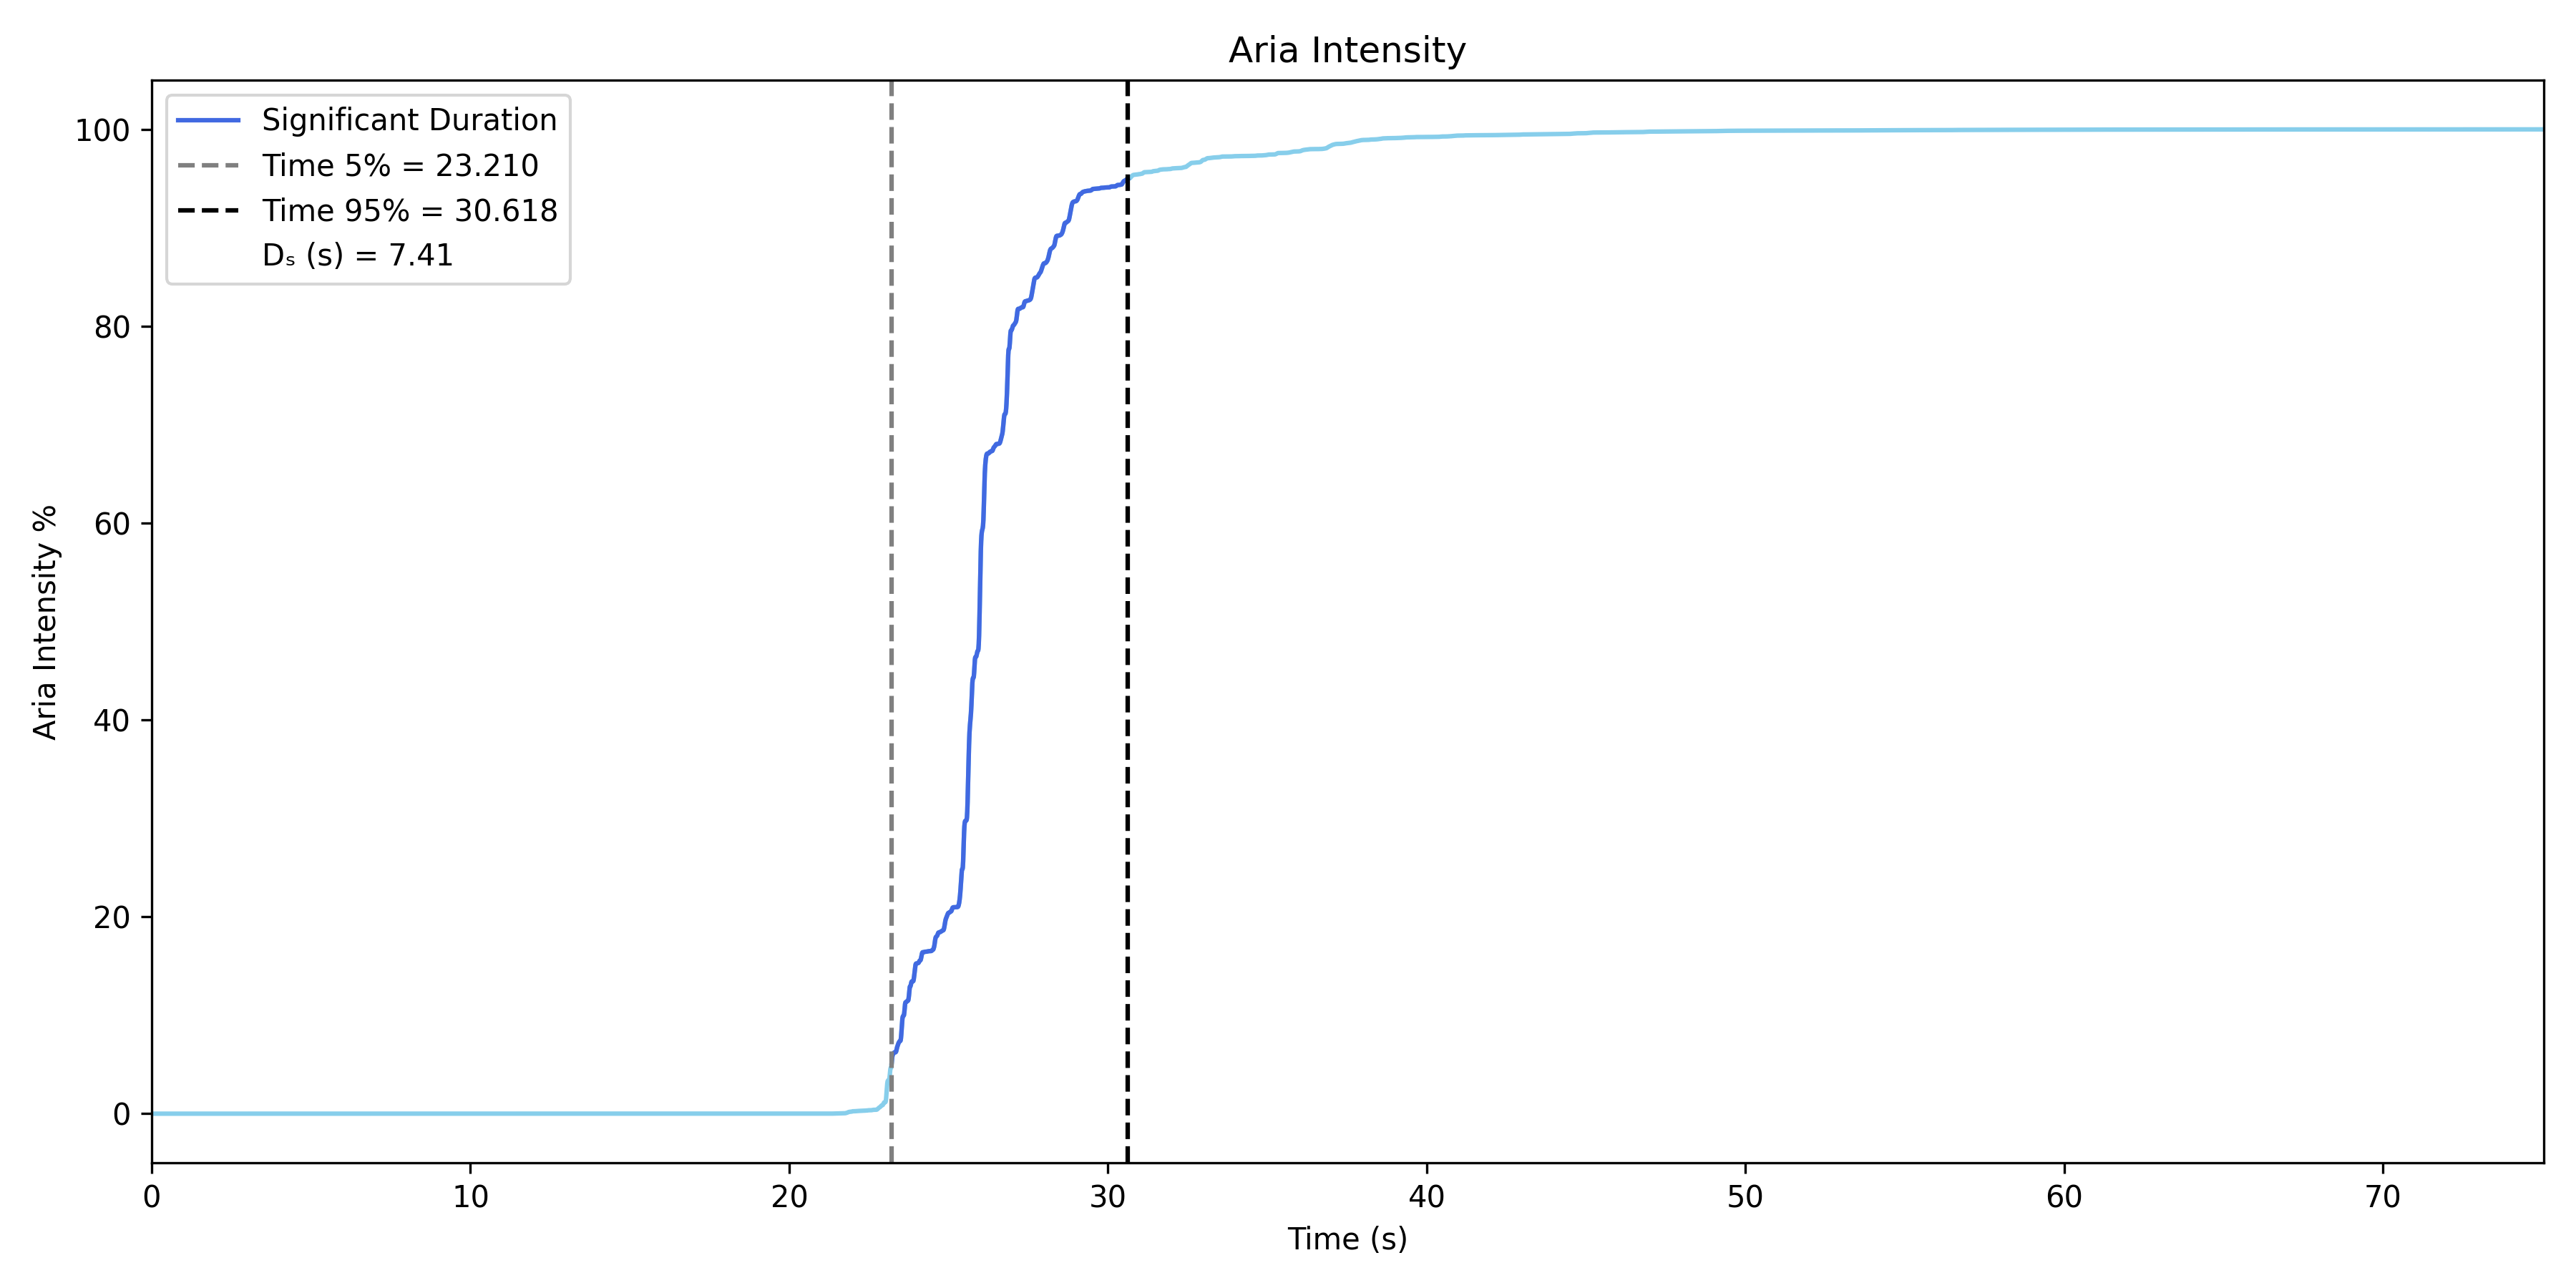 Aria Intensity
Significant Duration
Time 5% = 23.210
Time 95% = 30.618
Dₛ (s) = 7.41
Aria Intensity %
100
80
60
40
20
0
0 10 20 30 40 50 60 70
Time (s)